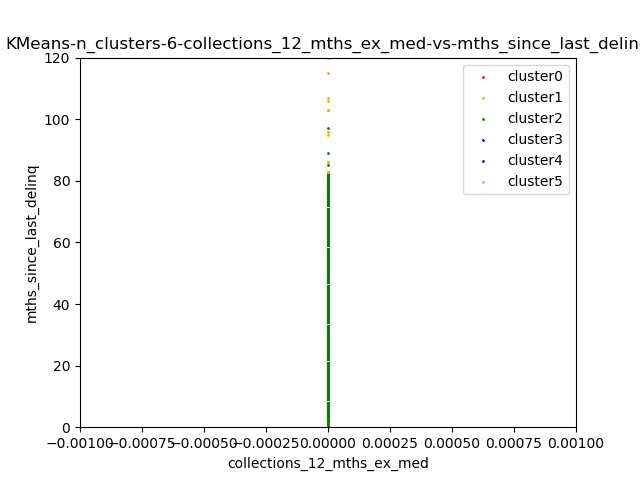 KMeans-n_clusters-6-collections_12_mths_ex_med-vs-mths_since_last_delin
120
100
80
60
40
20
0
mths_since_last_delinq
cluster0
cluster1
cluster2
cluster3
cluster4
cluster5
−0.00100 −0.00075 −0.00050 −0.00025 0.00000 0.00025 0.00050 0.00075 0.00100
collections_12_mths_ex_med